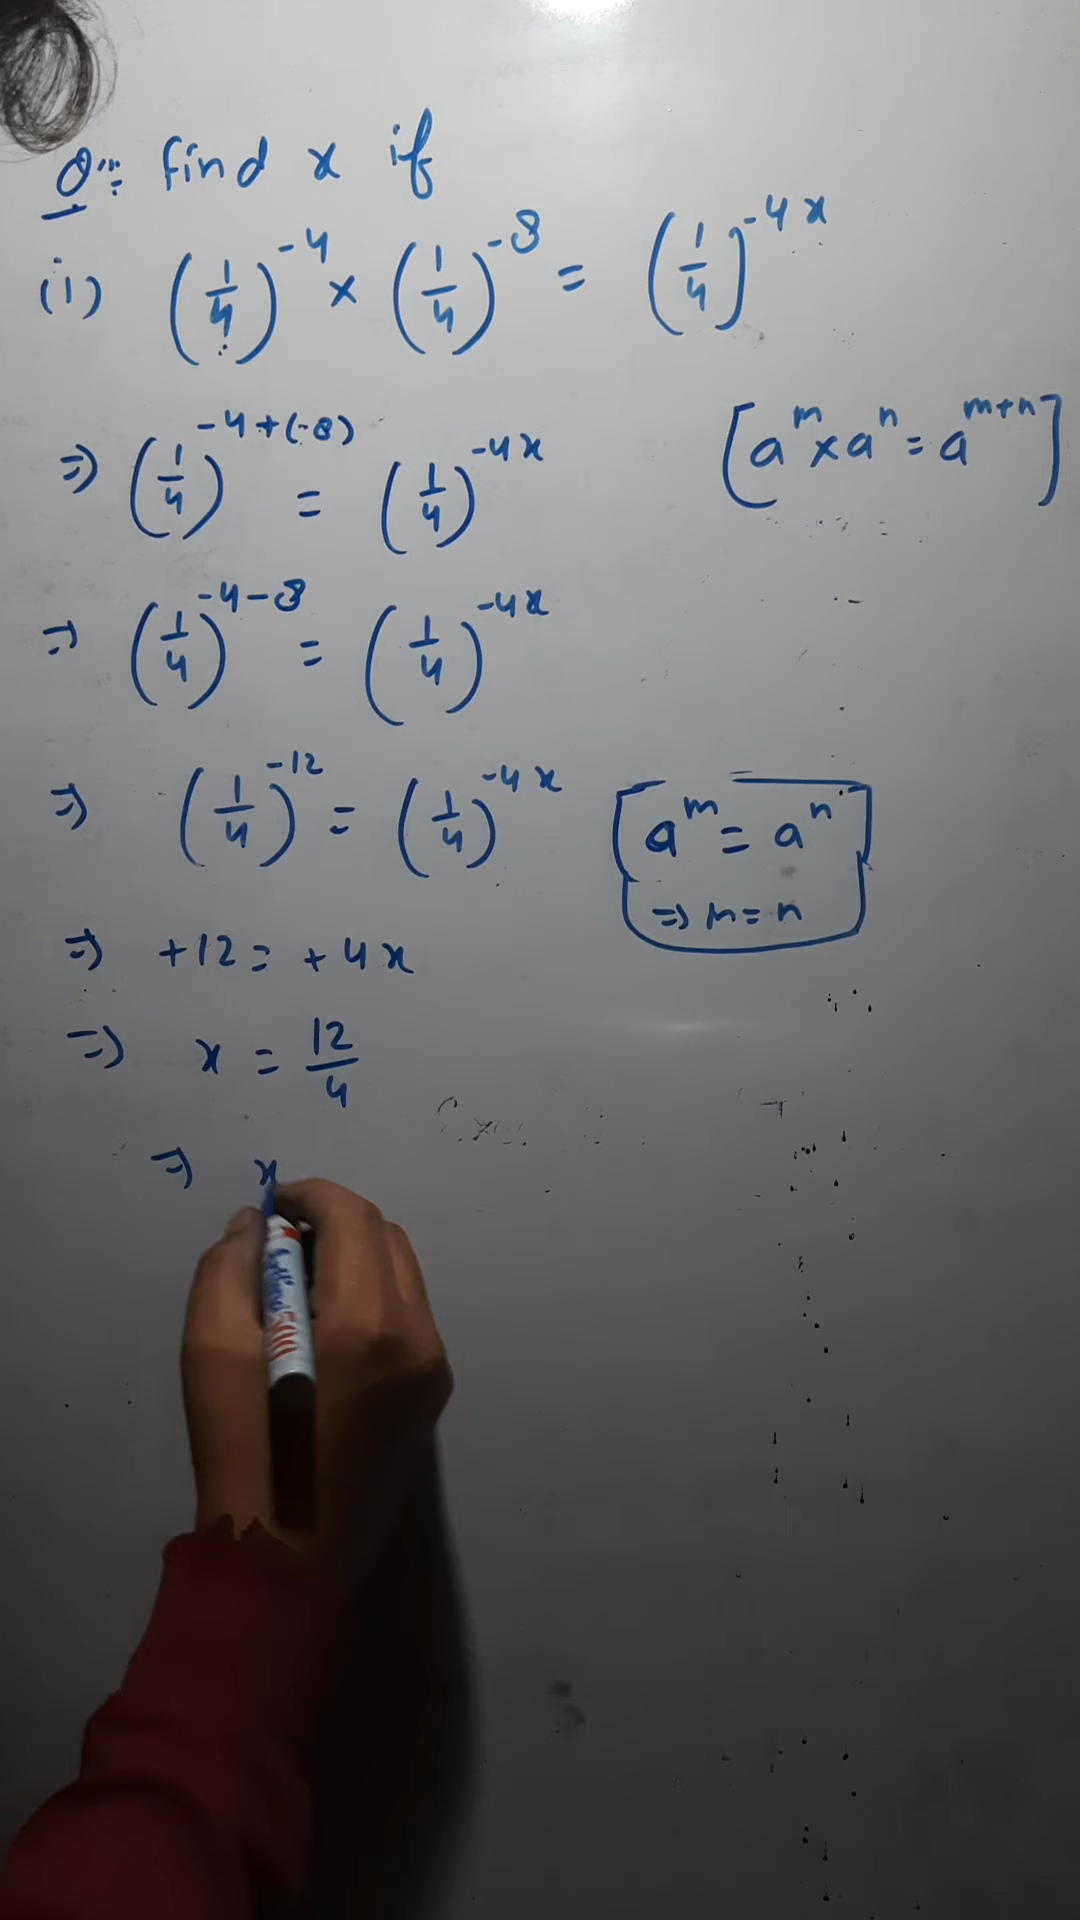 Q:- find x if
(i) (1/4)^-4 × (1/4)^-8 = (1/4)^-4x
⇒ (1/4)^-4+(-8) = (1/4)^-4x [a^m × a^n = a^m+n]
⇒ (1/4)^-4-8 = (1/4)^-4x
⇒ (1/4)^-12 = (1/4)^-4x [a^m = a^n
⇒ m = n]
⇒ +12 = +4x
⇒ x = 12/4
⇒ x